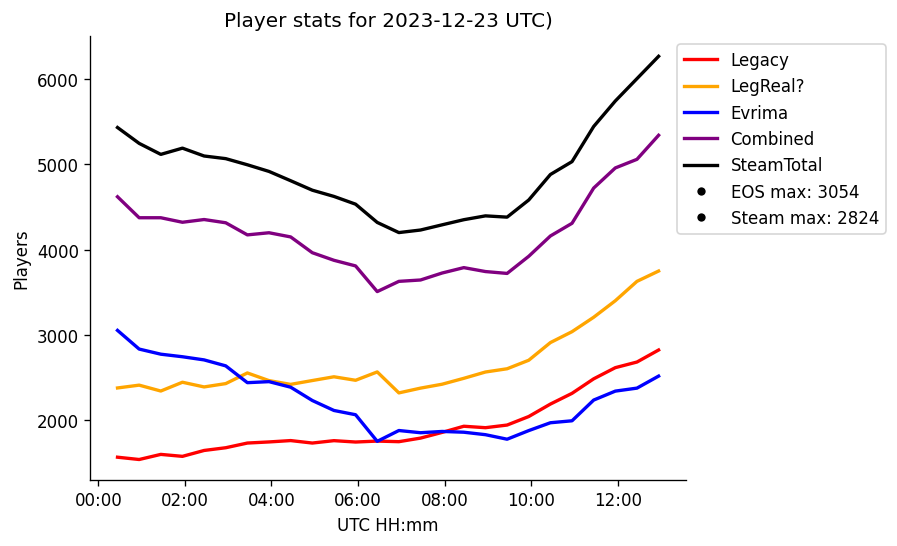 Player stats for 2023-12-23 UTC)
Legacy
LegReal?
Evrima
Combined
SteamTotal
EOS max: 3054
Steam max: 2824
Players
6000
5000
4000
3000
2000
00:00 02:00 04:00 06:00 08:00 10:00 12:00
UTC HH:mm